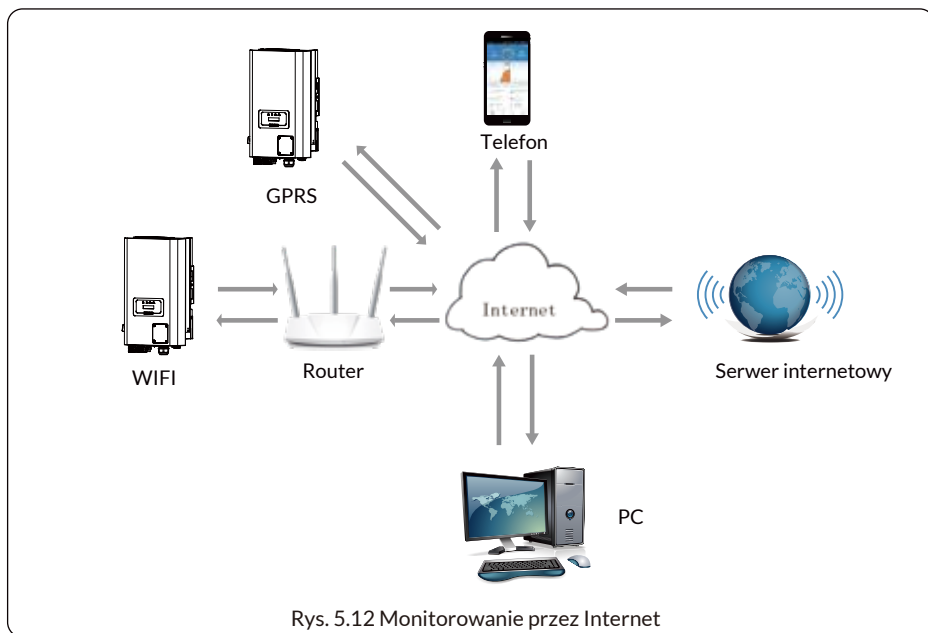 Telefon
GPRS
Internet
WIFI
Router
Serwer internetowy
PC
Rys. 5.12 Monitorowanie przez Internet